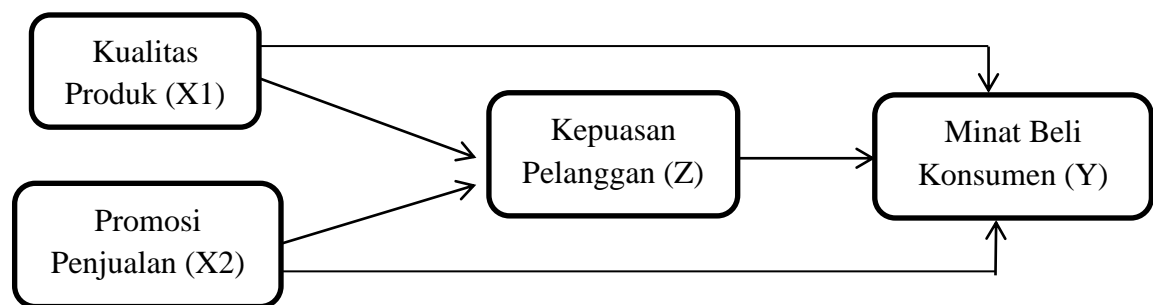 Kualitas
Produk (X1)
Promosi
Penjualan (X2)
Kepuasan
Pelanggan (Z)
Minat Beli
Konsumen (Y)